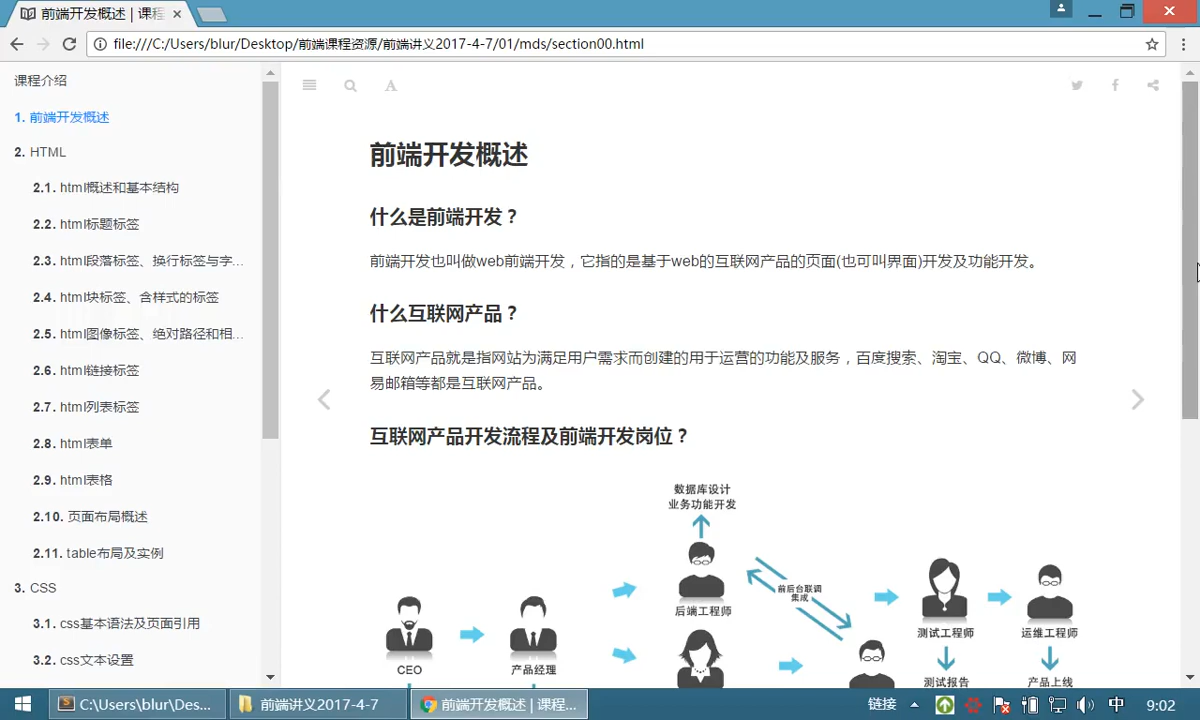 前端开发概述 | 课程
file:///C:/Users/blur/Desktop/前端课程资源/前端讲义2017-4-7/01/mds/section00.html
课程介绍
1. 前端开发概述
2. HTML
2.1. html概述和基本结构
2.2. html标题标签
2.3. html段落标签、换行标签与字...
2.4. html块标签、含样式的标签
2.5. html图像标签、绝对路径和相...
2.6. html链接标签
2.7. html列表标签
2.8. html表单
2.9. html表格
2.10. 页面布局概述
2.11. table布局及实例
3. CSS
3.1. css基本语法及页面引用
3.2. css文本设置
A
前端开发概述
什么是前端开发？
前端开发也叫做web前端开发，它指的是基于web的互联网产品的页面(也可叫界面)开发及功能开发。
什么互联网产品？
互联网产品就是指网站为满足用户需求而创建的用于运营的功能及服务，百度搜索、淘宝、QQ、微博、网
易邮箱等都是互联网产品。
互联网产品开发流程及前端开发岗位？
数据库设计
业务功能开发
后端工程师
前后台联调
集成
测试工程师
运维工程师
CEO
产品经理
测试报告
产品上线
C:\Users\blur\Des...
前端讲义2017-4-7
前端开发概述 | 课程...
链接
中
9:02